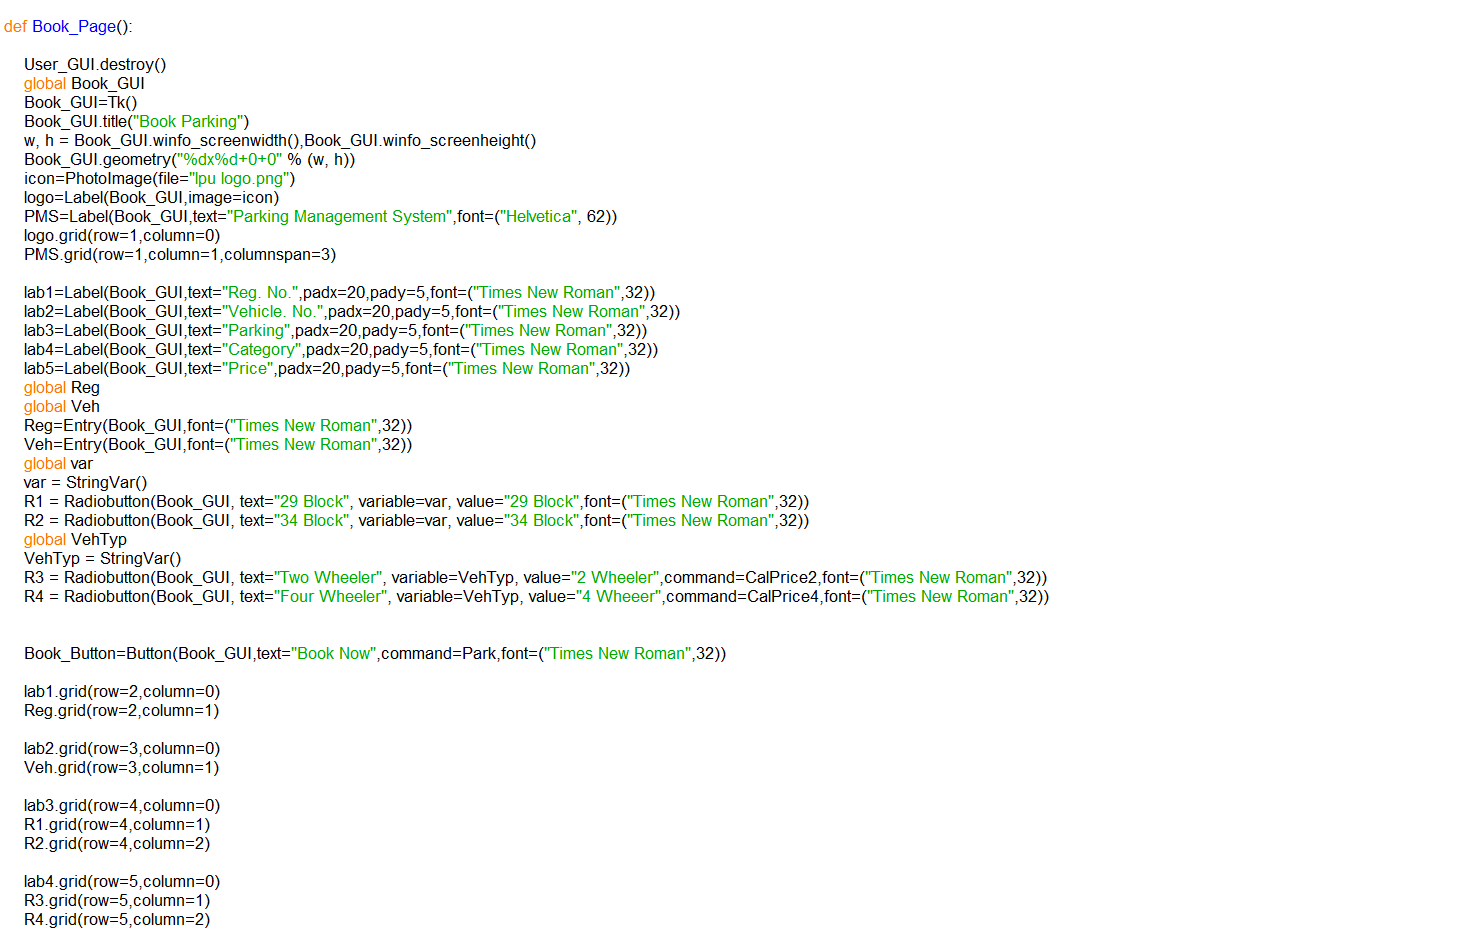 def Book_Page():
User_GUI.destroy()
global Book_GUI
Book_GUI=Tk()
Book_GUI.title("Book Parking")
w, h = Book_GUI.winfo_screenwidth(),Book_GUI.winfo_screenheight()
Book_GUI.geometry("%dx%d+0+0" % (w, h))
icon=PhotoImage(file="lpu logo.png")
logo=Label(Book_GUI,image=icon)
PMS=Label(Book_GUI,text="Parking Management System",font=("Helvetica", 62))
logo.grid(row=1,column=0)
PMS.grid(row=1,column=1,columnspan=3)
lab1=Label(Book_GUI,text="Reg. No.",padx=20,pady=5,font=("Times New Roman",32))
lab2=Label(Book_GUI,text="Vehicle. No.",padx=20,pady=5,font=("Times New Roman",32))
lab3=Label(Book_GUI,text="Parking",padx=20,pady=5,font=("Times New Roman",32))
lab4=Label(Book_GUI,text="Category",padx=20,pady=5,font=("Times New Roman",32))
lab5=Label(Book_GUI,text="Price",padx=20,pady=5,font=("Times New Roman",32))
global Reg
global Veh
Reg=Entry(Book_GUI,font=("Times New Roman",32))
Veh=Entry(Book_GUI,font=("Times New Roman",32))
global var
var = StringVar()
R1 = Radiobutton(Book_GUI, text="29 Block", variable=var, value="29 Block",font=("Times New Roman",32))
R2 = Radiobutton(Book_GUI, text="34 Block", variable=var, value="34 Block",font=("Times New Roman",32))
global VehTyp
VehTyp = StringVar()
R3 = Radiobutton(Book_GUI, text="Two Wheeler", variable=VehTyp, value="2 Wheeler",command=CalPrice2,font=("Times New Roman",32))
R4 = Radiobutton(Book_GUI, text="Four Wheeler", variable=VehTyp, value="4 Wheeer",command=CalPrice4,font=("Times New Roman",32))
Book_Button=Button(Book_GUI,text="Book Now",command=Park,font=("Times New Roman",32))
lab1.grid(row=2,column=0)
Reg.grid(row=2,column=1)
lab2.grid(row=3,column=0)
Veh.grid(row=3,column=1)
lab3.grid(row=4,column=0)
R1.grid(row=4,column=1)
R2.grid(row=4,column=2)
lab4.grid(row=5,column=0)
R3.grid(row=5,column=1)
R4.grid(row=5,column=2)